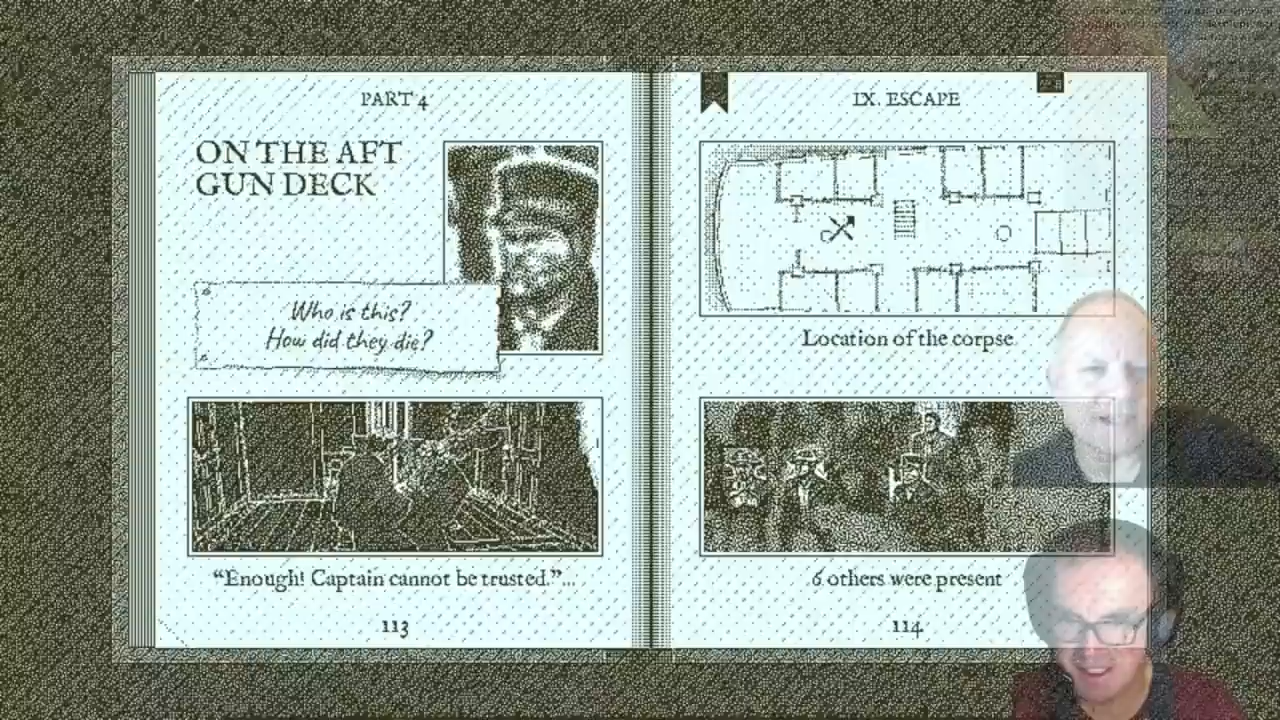 PART 4
ON THE AFT
GUN DECK
Who is this?
How did they die?
"Enough! Captain cannot be trusted."...
113
IX. ESCAPE
Location of the corpse
6 others were present
114